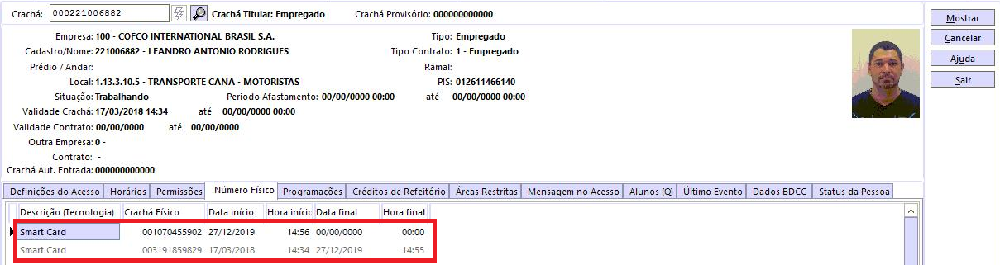 Crachá: 000221006882 Crachá Titular: Empregado Crachá Provisório: 000000000000
Mostrar
Cancelar
Ajuda
Sair
Empresa: 100 - COFCO INTERNATIONAL BRASIL S.A. Tipo: Empregado
Cadastro/Nome: 221006882 - LEANDRO ANTONIO RODRIGUES Tipo Contrato: 1 - Empregado
Prédio / Andar: Ramal:
Local: 1.13.3.10.5 - TRANSPORTE CANA - MOTORISTAS PIS: 012611466140
Situação: Trabalhando Periodo Afastamento: 00/00/0000 00:00 até 00/00/0000 00:00
Validade Crachá: 17/03/2018 14:34 até 00/00/0000 00:00
Validade Contrato: 00/00/0000 até 00/00/0000
Outra Empresa: 0 -
Contrato: -
Crachá Aut. Entrada: 000000000000
Definições do Acesso Horários Permissões Número Físico Programações Créditos de Refeitório Áreas Restritas Mensagem no Acesso Alunos (Q) Último Evento Dados BDCC Status da Pessoa
Descrição (Tecnologia) Crachá Físico Data início Hora início Data final Hora final
Smart Card 001070455902 27/12/2019 14:56 00/00/0000 00:00
Smart Card 003191859829 17/03/2018 14:34 27/12/2019 14:55